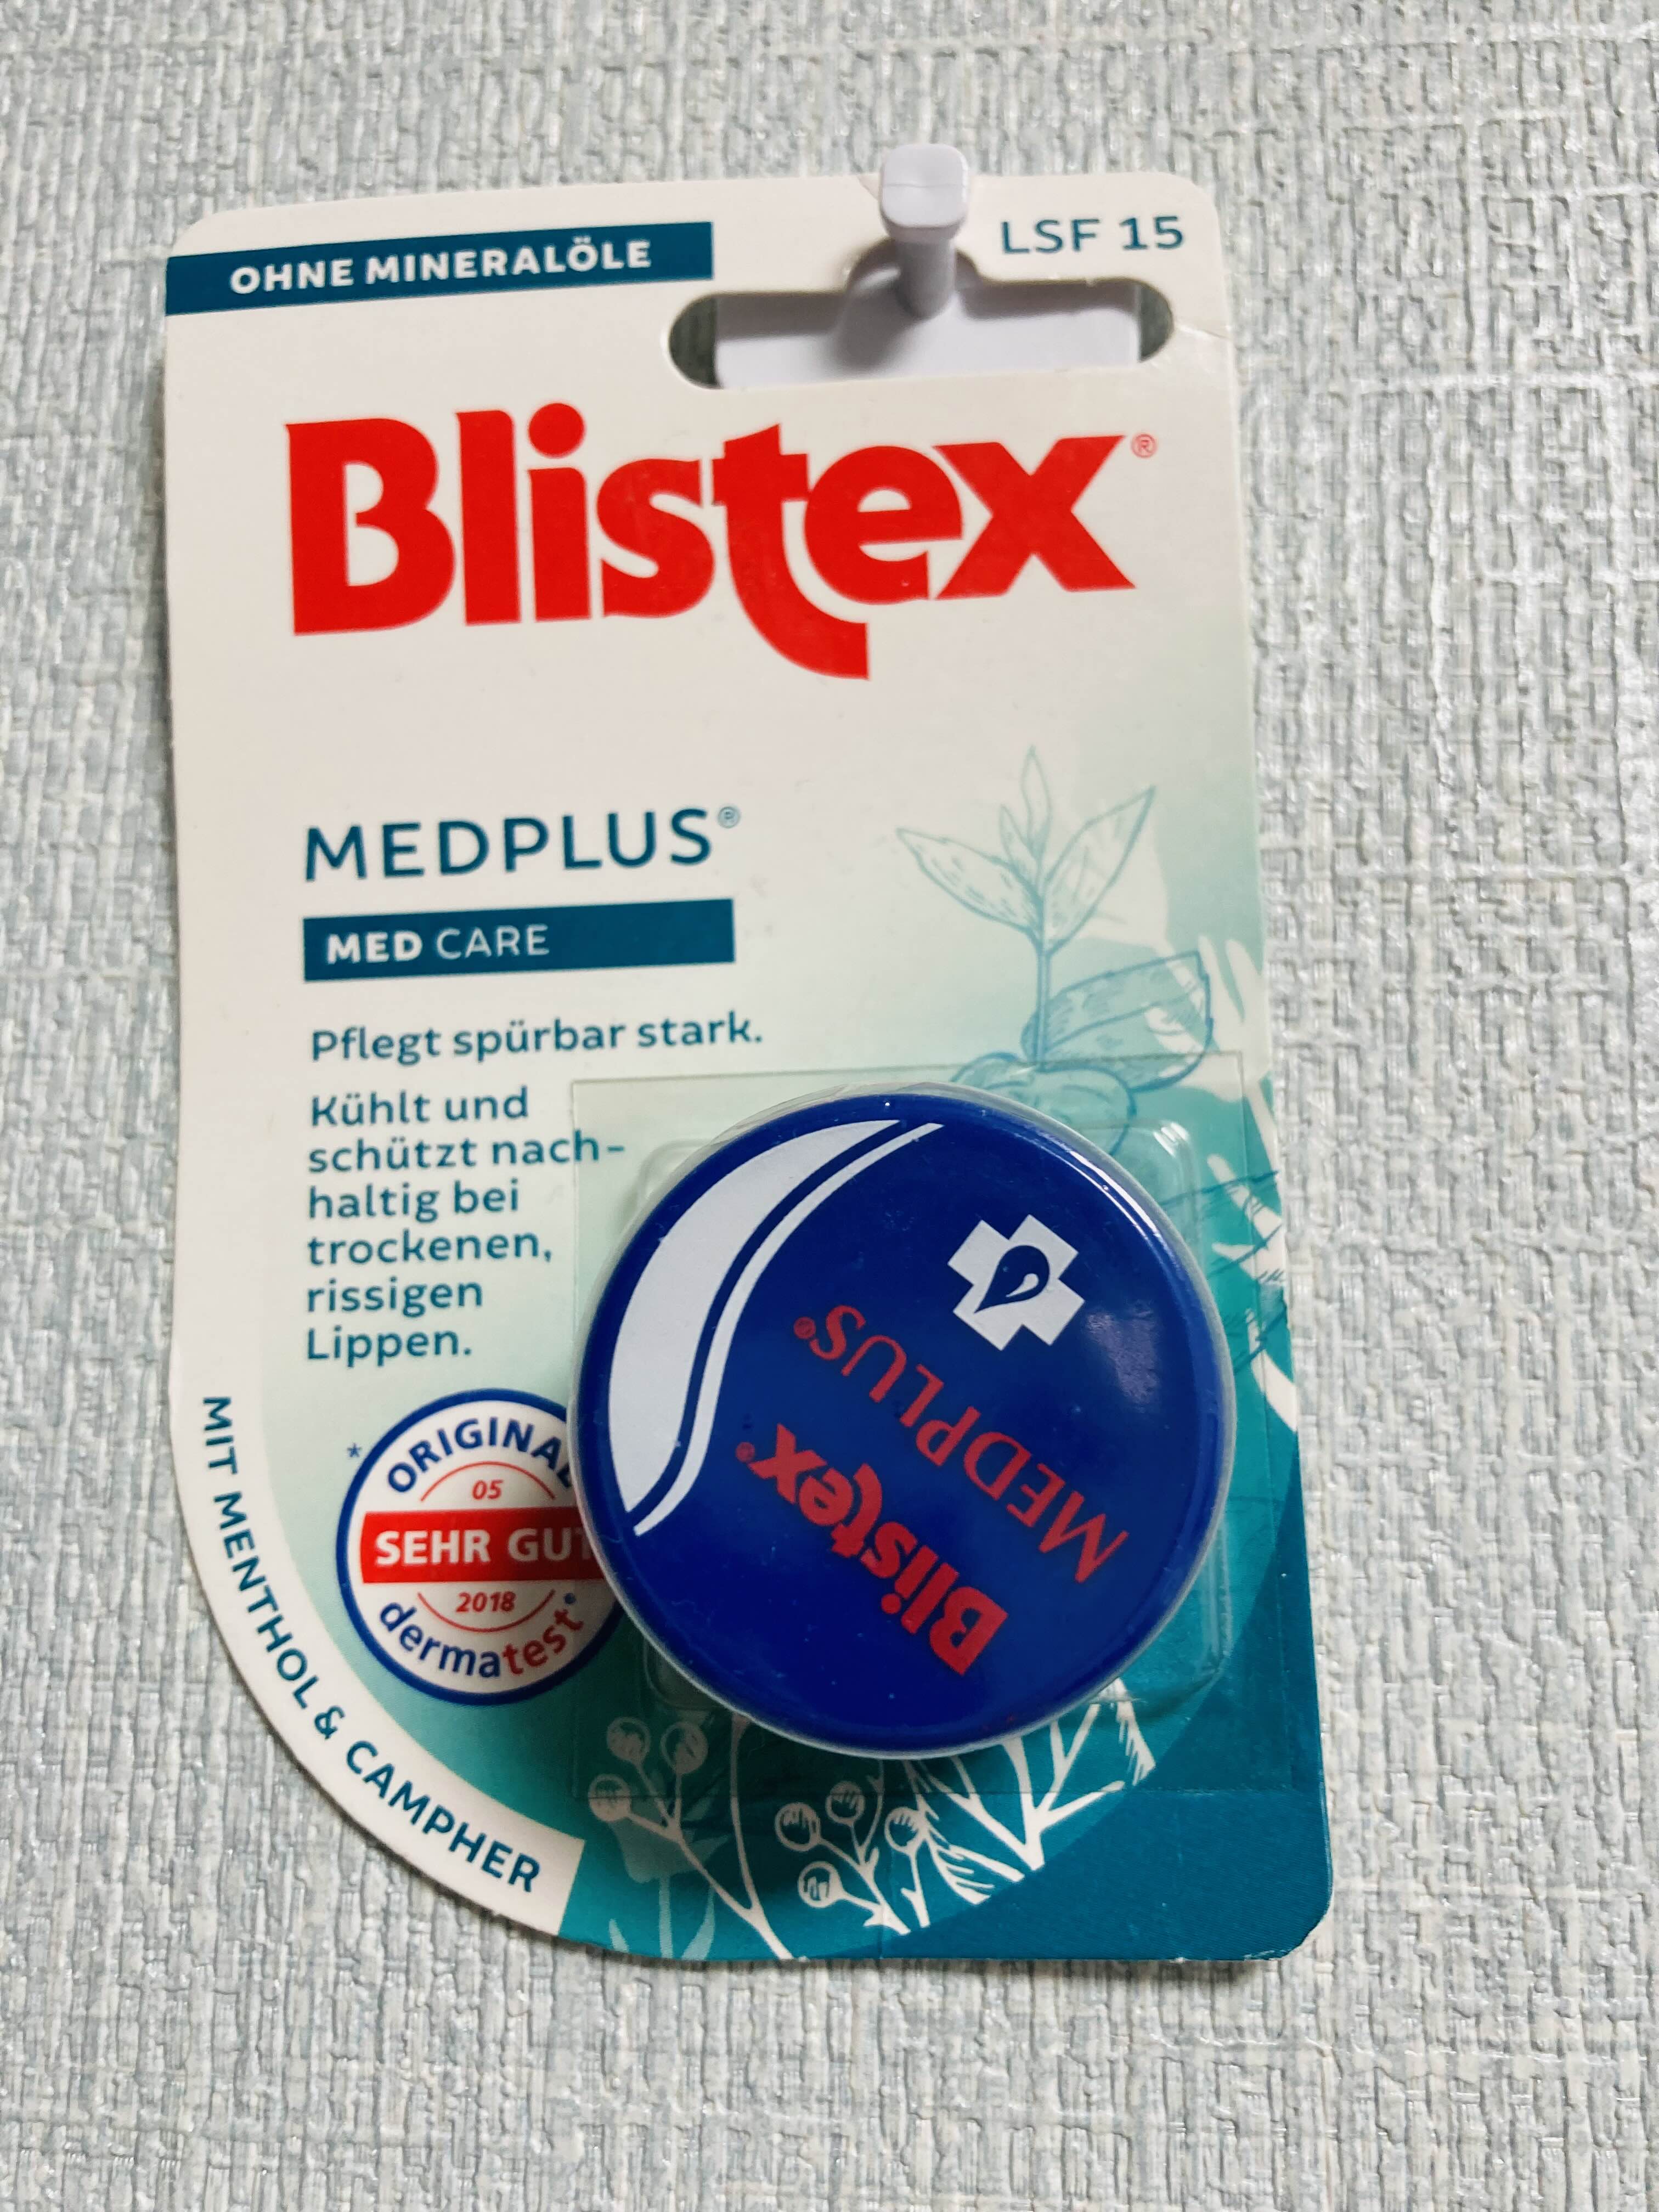 OHNE MINERALÖLE
LSF 15
Blistex®
MEDPLUS®
MED CARE
Pflegt spürbar stark.
Kühlt und
schützt nach-
haltig bei
trockenen,
rissigen
Lippen.
*
ORIGINAL
05
SEHR GUT
2018
dermatest®
MIT MENTHOL & CAMPHER
Blistex®
MEDPLUS®